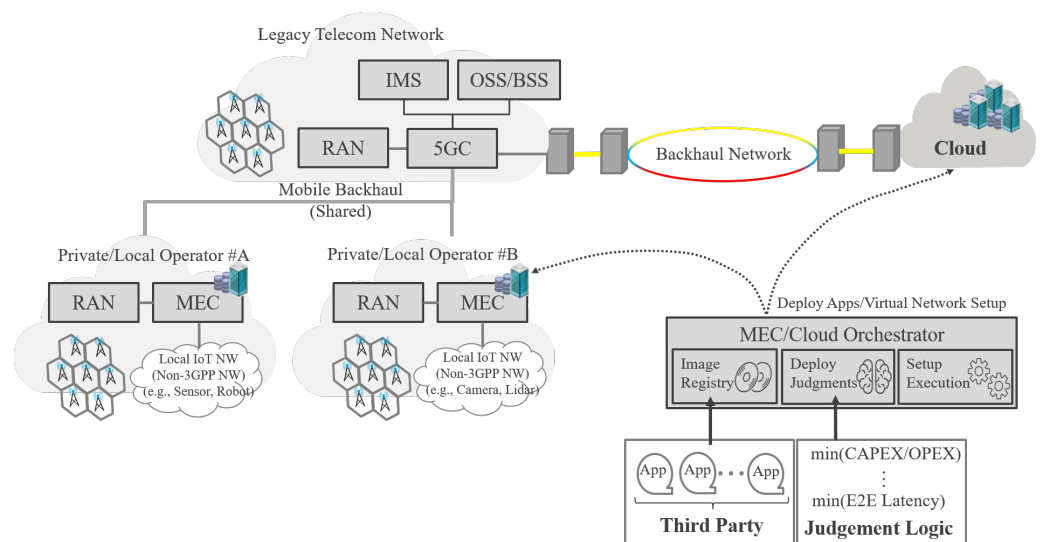 Legacy Telecom Network
IMS
OSS/BSS
RAN
5GC
Backhaul Network
Cloud
Mobile Backhaul
(Shared)
Private/Local Operator #A
RAN
MEC
Local IoT NW
(Non-3GPP NW)
(e.g., Sensor, Robot)
Private/Local Operator #B
RAN
MEC
Local IoT NW
(Non-3GPP NW)
(e.g., Camera, Lidar)
Deploy Apps/Virtual Network Setup
MEC/Cloud Orchestrator
Image
Registry
Deploy
Judgments
Setup
Execution
App
App
App
Third Party
min(CAPEX/OPEX)
min(E2E Latency)
Judgement Logic